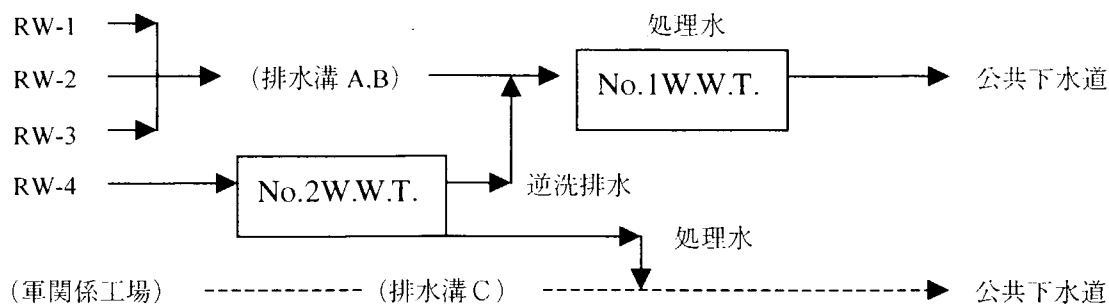 処理水
RW-1
RW-2 (排水溝 A,B) No.1W.W.T. 公共下水道
RW-3
RW-4 No.2W.W.T. 逆洗排水
処理水
(軍関係工場) (排水溝 C) 公共下水道